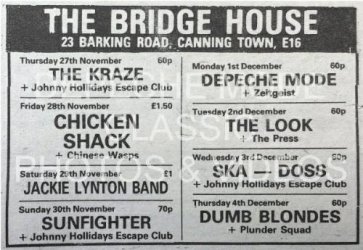 THE BRIDGE HOUSE
23 BARKING ROAD, CANNING TOWN, E16
Thursday 27th November 60p
THE KRAZE
+ Johnny Hollidays Escape Club
Friday 28th November £1.50
CHICKEN
SHACK
+ Chinese Wasps
Saturday 29th November £1
JACKIE LYNTON BAND
Sunday 30th November 70p
SUNFIGHTER
+ Johnny Hollidays Escape Club
Monday 1st December 60p
DEPECHE MODE
+ Zeitgeist
Tuesday 2nd December 60p
THE LOOK
+ The Press
Wednesday 3rd December 60p
SKA — DOSS
+ Johnny Hollidays Escape Club
Thursday 4th December 60p
DUMB BLONDES
+ Plunder Squad